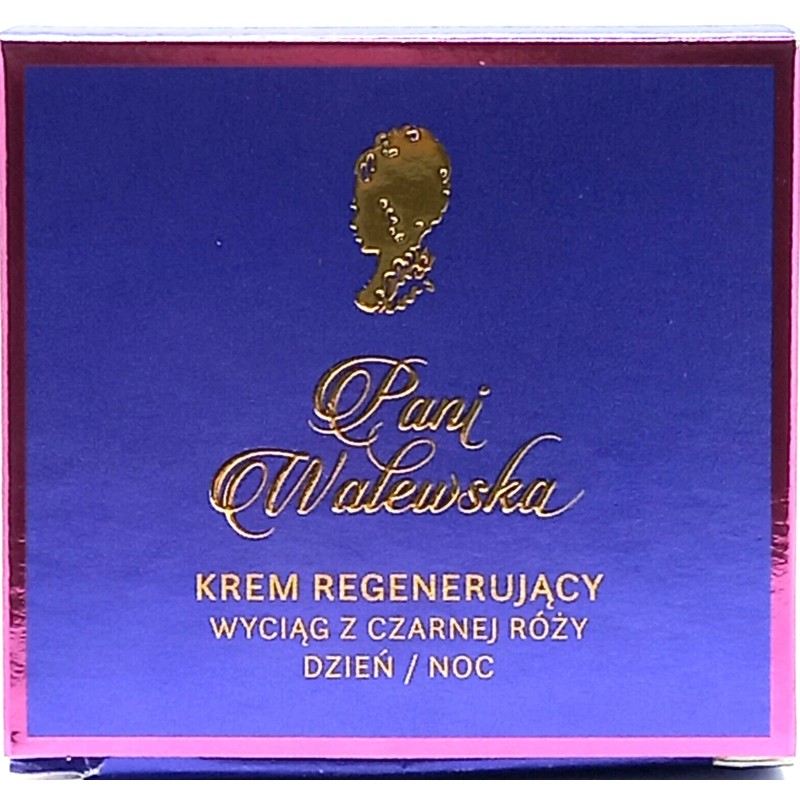 Pani
Walewska
KREM REGENERUJĄCY
WYCIĄG Z CZARNEJ RÓŻY
DZIEŃ / NOC